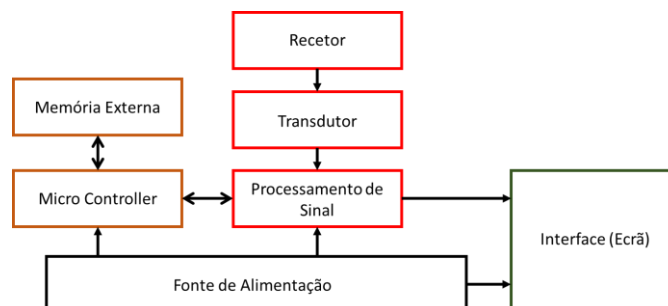 Recetor
Memória Externa
Transdutor
Micro Controller
Processamento de
Sinal
Interface (Ecrã)
Fonte de Alimentação